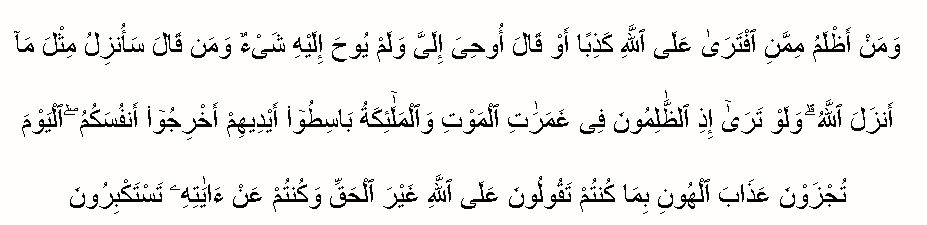 وَمَنْ أَظْلَمُ مِمَّنِ ٱفْتَرَىٰ عَلَى ٱللَّهِ كَذِبًا أَوْ قَالَ أُوحِىَ إِلَىَّ وَلَمْ يُوحَ إِلَيْهِ شَىْءٌ وَمَن قَالَ سَأُنزِلُ مِثْلَ مَآ
أَنزَلَ ٱللَّهُ ۗ وَلَوْ تَرَىٰٓ إِذِ ٱلظَّٰلِمُونَ فِى غَمَرَٰتِ ٱلْمَوْتِ وَٱلْمَلَٰٓئِكَةُ بَاسِطُوٓا۟ أَيْدِيهِمْ أَخْرِجُوٓا۟ أَنفُسَكُمُ ۖ ٱلْيَوْمَ
تُجْزَوْنَ عَذَابَ ٱلْهُونِ بِمَا كُنتُمْ تَقُولُونَ عَلَى ٱللَّهِ غَيْرَ ٱلْحَقِّ وَكُنتُمْ عَنْ ءَايَٰتِهِۦ تَسْتَكْبِرُونَ